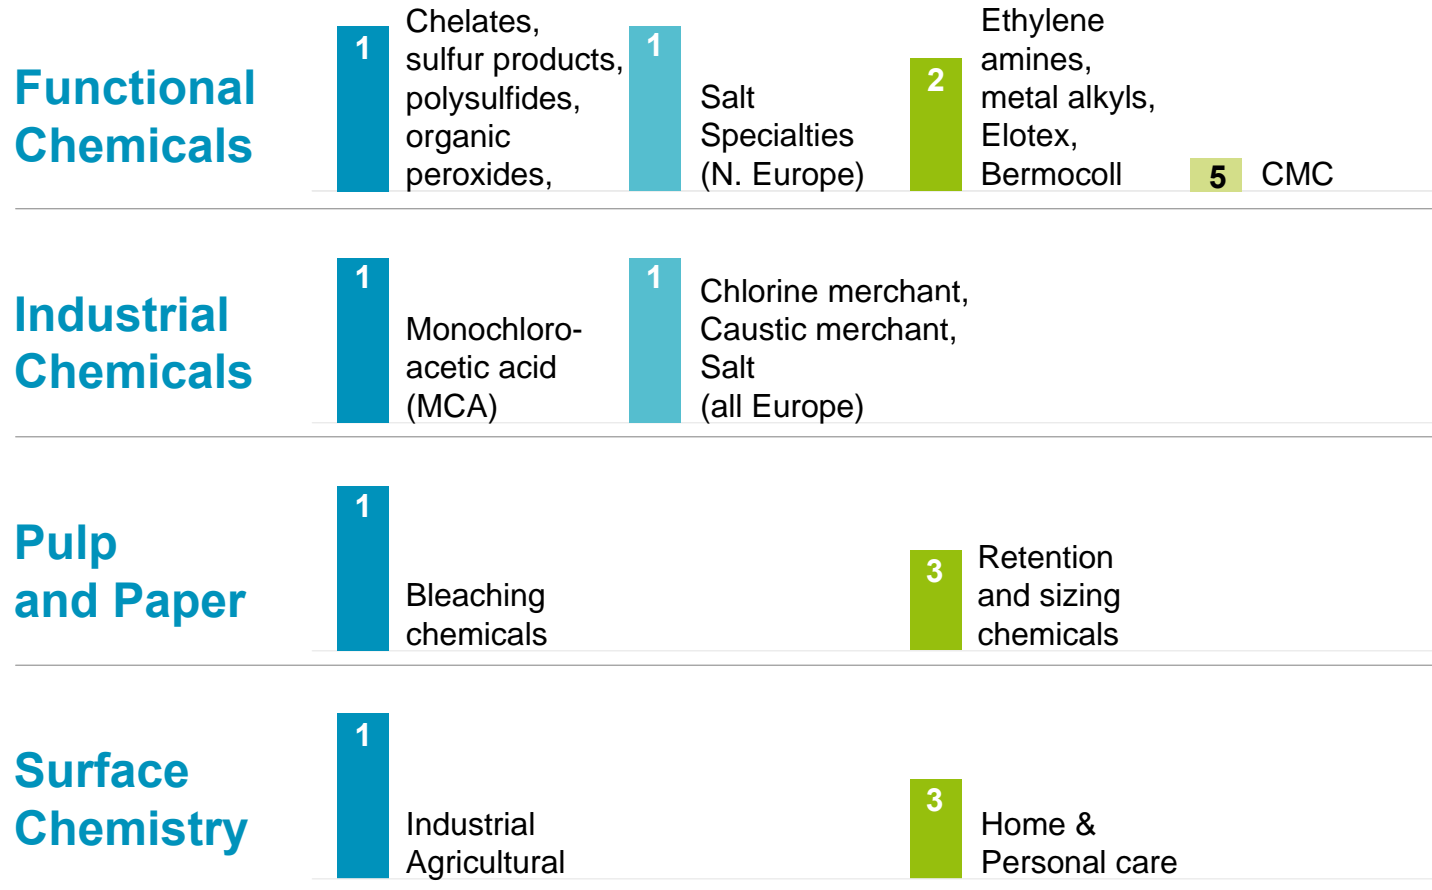 Functional
Chemicals
1
Chelates,
sulfur products,
polysulfides,
organic
peroxides,
1
Salt
Specialties
(N. Europe)
2
Ethylene
amines,
metal alkyls,
Elotex,
Bermocoll
5
CMC
Industrial
Chemicals
1
Monochloro-
acetic acid
(MCA)
1
Chlorine merchant,
Caustic merchant,
Salt
(all Europe)
Pulp
and Paper
1
Bleaching
chemicals
3
Retention
and sizing
chemicals
Surface
Chemistry
1
Industrial
Agricultural
3
Home &
Personal care